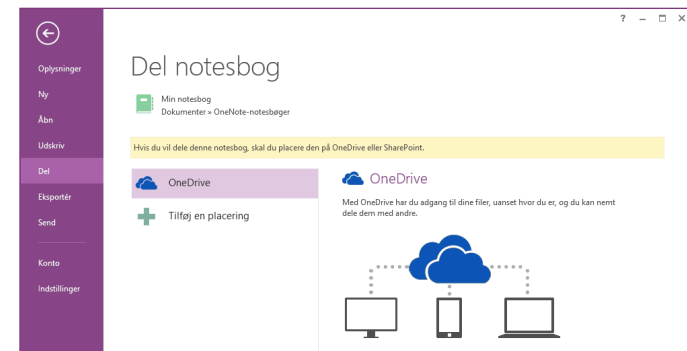 ?
Oplysninger
Ny
Åbn
Udskriv
Del
Eksportér
Send
Konto
Indstillinger
Del notesbog
Min notesbog
Dokumenter » OneNote-notesbøger
Hvis du vil dele denne notesbog, skal du placere den på OneDrive eller SharePoint.
OneDrive
Tilføj en placering
OneDrive
Med OneDrive har du adgang til dine filer, uanset hvor du er, og du kan nemt
dele dem med andre.